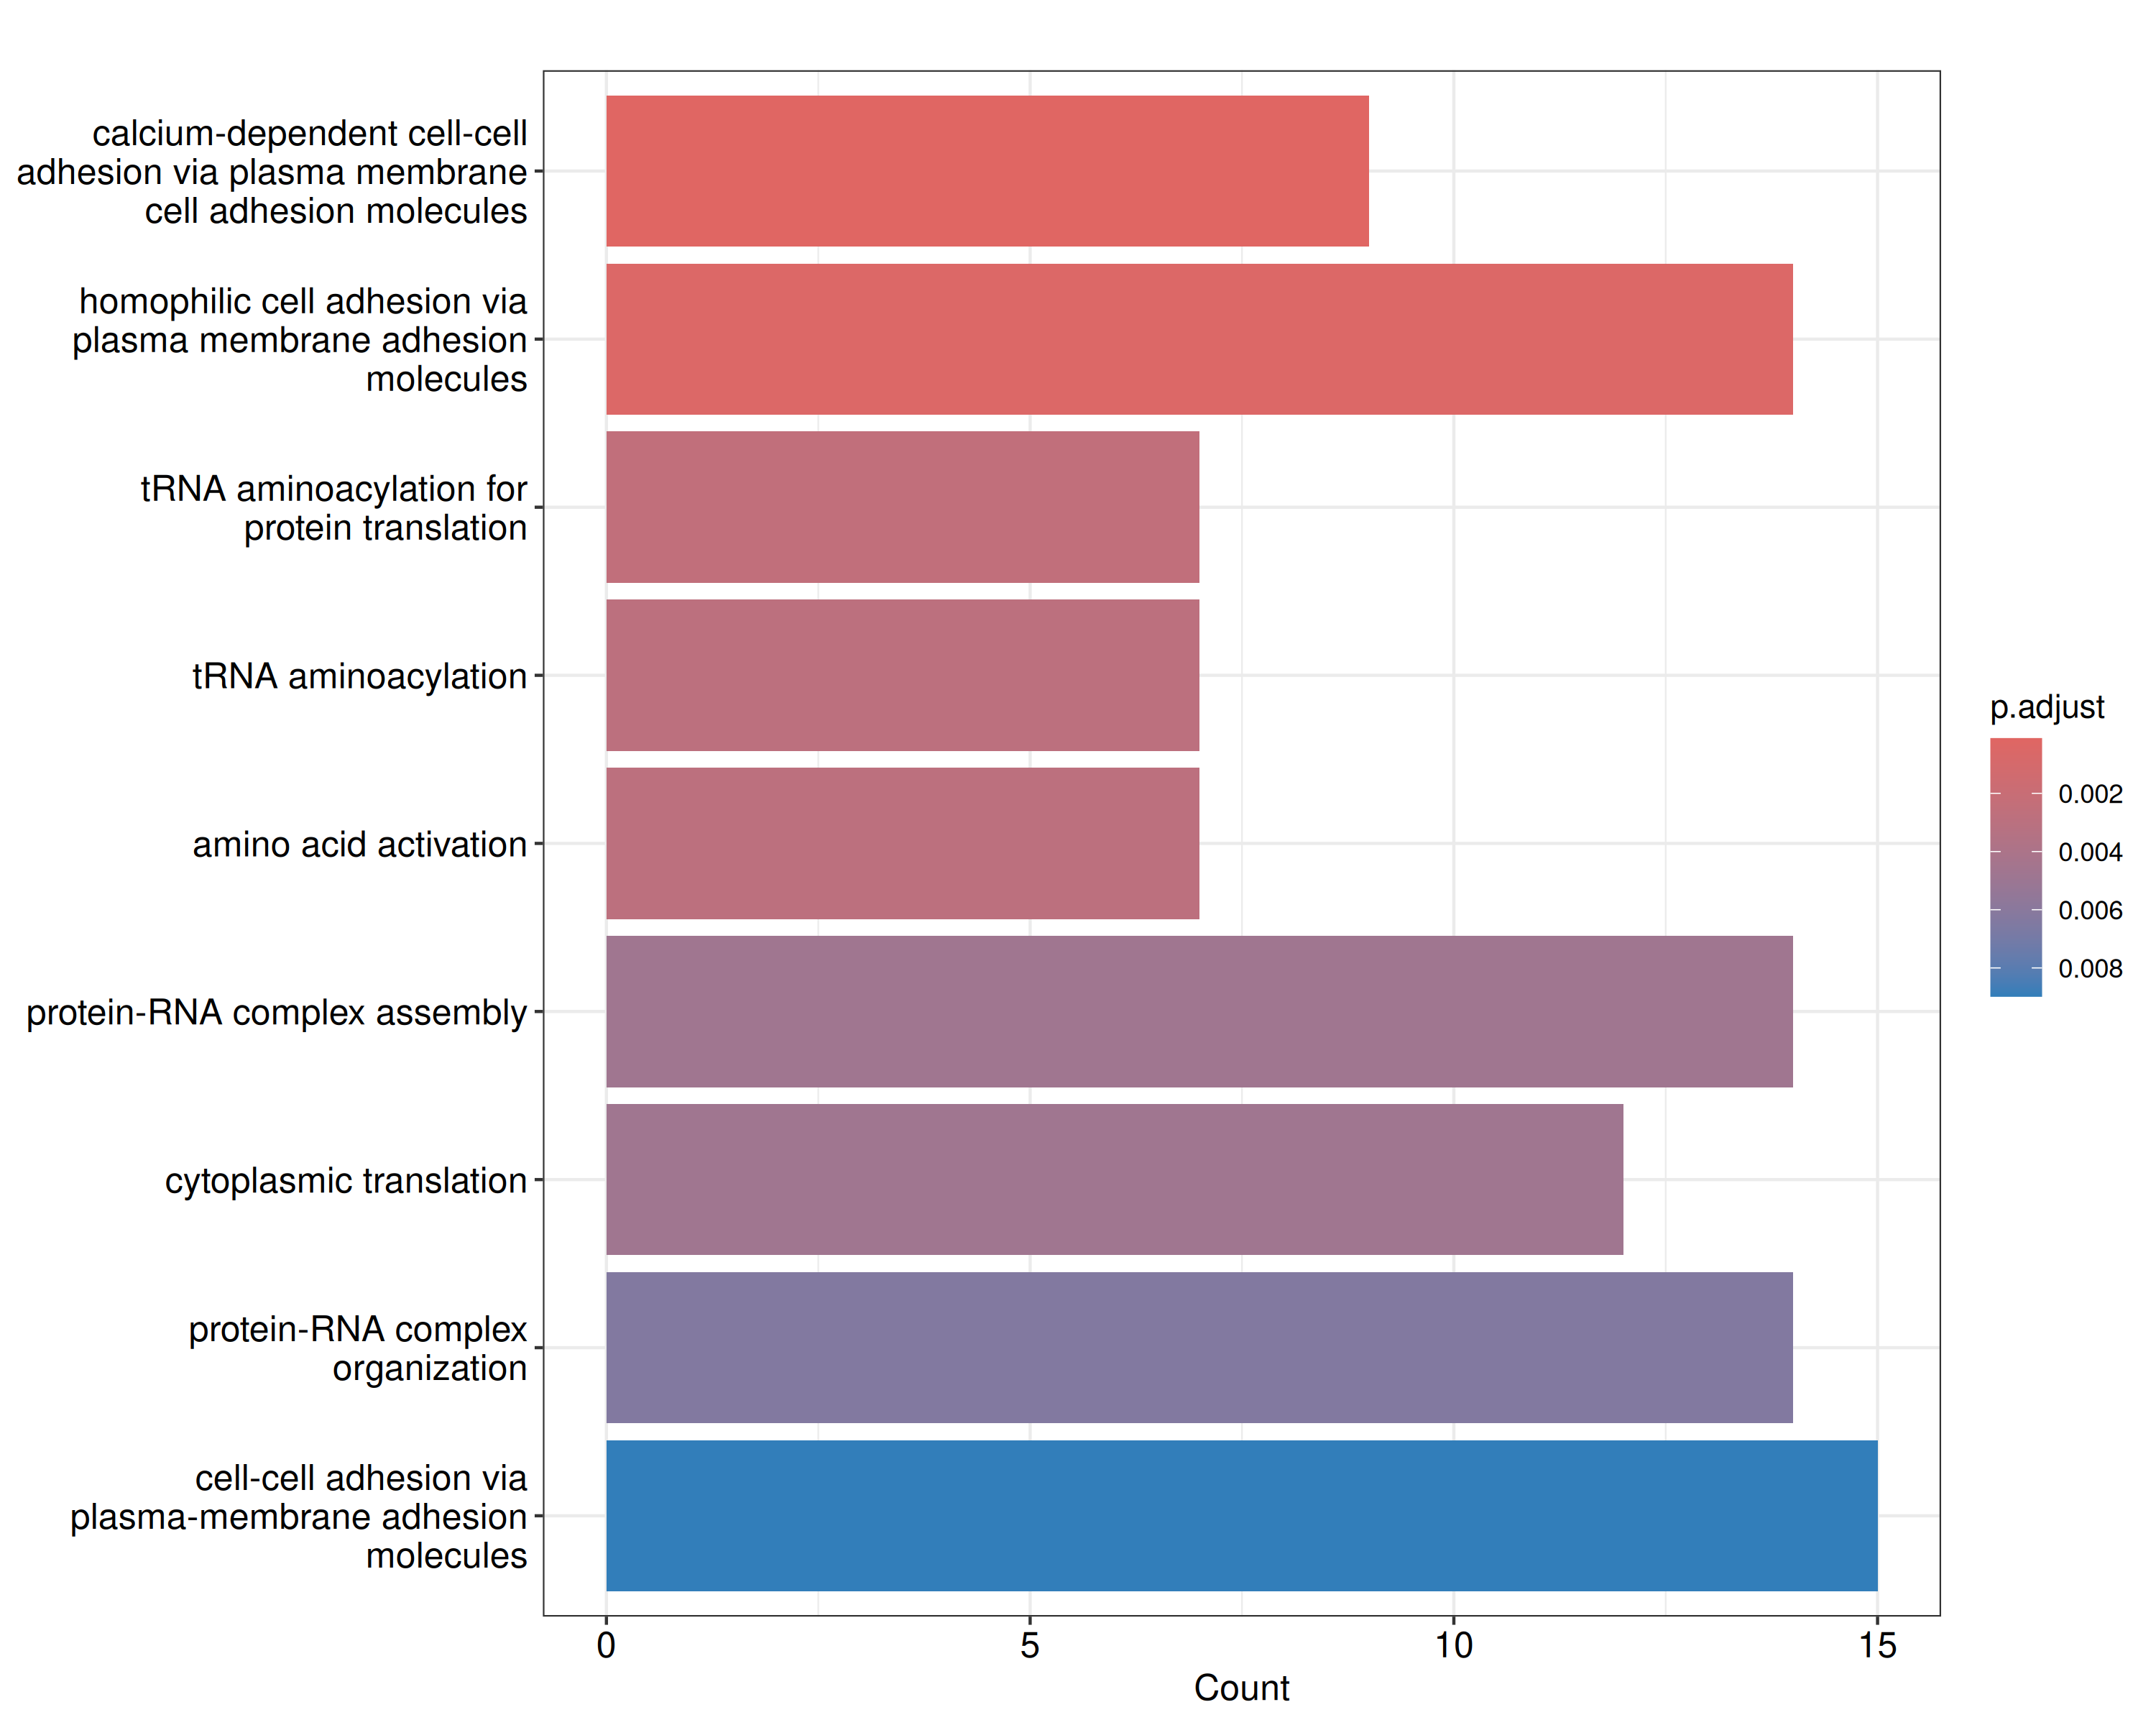 calcium-dependent cell-cell
adhesion via plasma membrane
cell adhesion molecules
homophilic cell adhesion via
plasma membrane adhesion
molecules
tRNA aminoacylation for
protein translation
tRNA aminoacylation
amino acid activation
protein-RNA complex assembly
cytoplasmic translation
protein-RNA complex
organization
cell-cell adhesion via
plasma-membrane adhesion
molecules
0 5 10 15
Count
p.adjust
0.002
0.004
0.006
0.008